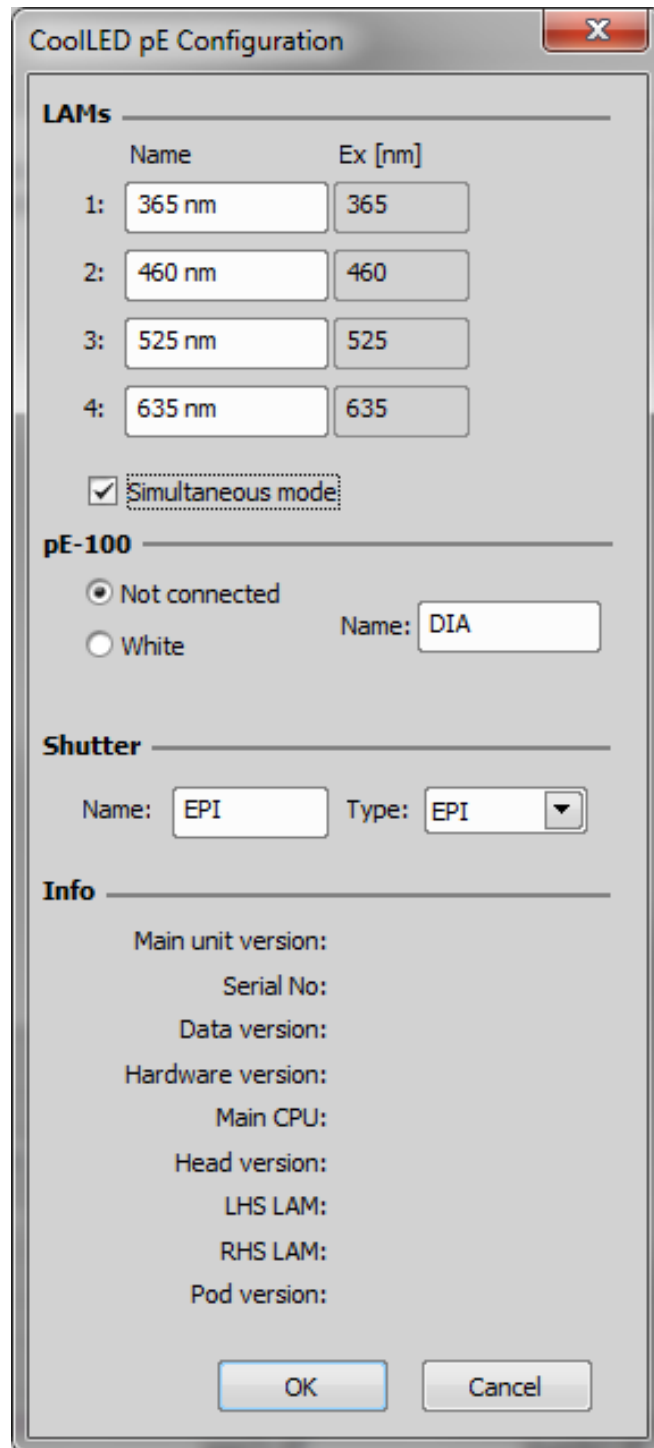 CoolLED pE Configuration
LAMs
Name Ex [nm]
1: 365 nm 365
2: 460 nm 460
3: 525 nm 525
4: 635 nm 635
Simultaneous mode
pE-100
Not connected
Name: DIA
White
Shutter
Name: EPI Type: EPI
Info
Main unit version:
Serial No:
Data version:
Hardware version:
Main CPU:
Head version:
LHS LAM:
RHS LAM:
Pod version:
OK Cancel